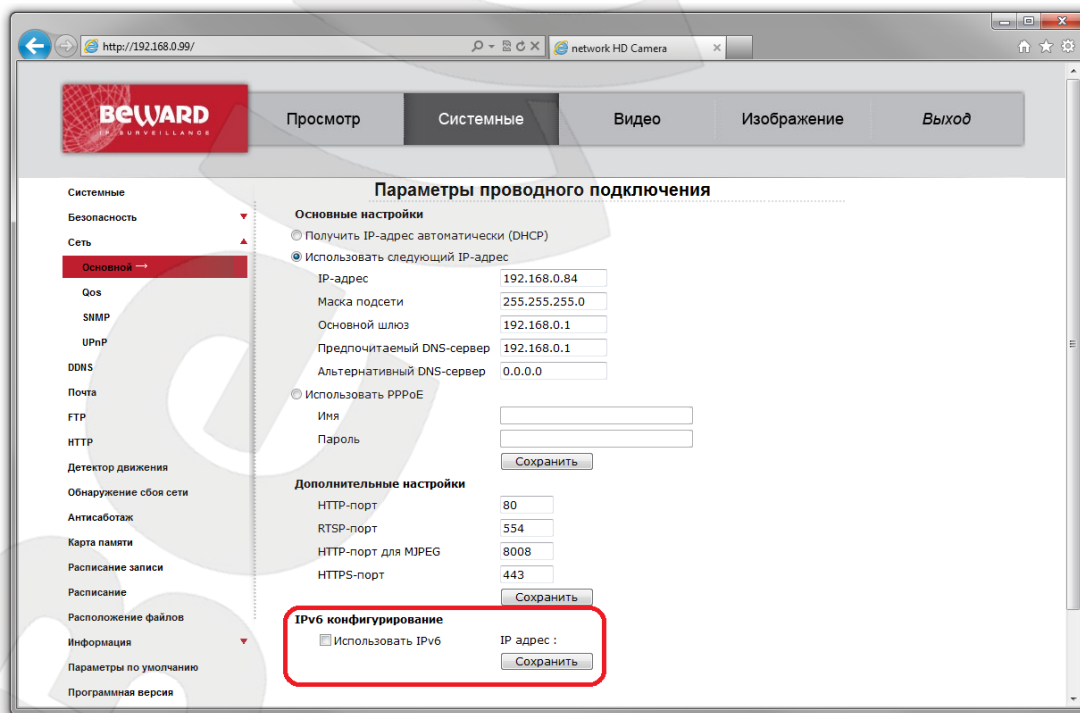 http://192.168.0.99/
network HD Camera
BEWARD
IP SURVEILLANCE
Просмотр
Системные
Видео
Изображение
Выход
Системные
Безопасность
Сеть
Основной →
Qos
SNMP
UPnP
DDNS
Почта
FTP
HTTP
Детектор движения
Обнаружение сбоя сети
Антисаботаж
Карта памяти
Расписание записи
Расписание
Расположение файлов
Информация
Параметры по умолчанию
Программная версия
Параметры проводного подключения
Основные настройки
Получить IP-адрес автоматически (DHCP)
Использовать следующий IP-адрес
IP-адрес 192.168.0.84
Маска подсети 255.255.255.0
Основной шлюз 192.168.0.1
Предпочитаемый DNS-сервер 192.168.0.1
Альтернативный DNS-сервер 0.0.0.0
Использовать PPPoE
Имя
Пароль
Сохранить
Дополнительные настройки
HTTP-порт 80
RTSP-порт 554
HTTP-порт для MJPEG 8008
HTTPS-порт 443
Сохранить
IPv6 конфигурирование
Использовать IPv6 IP адрес :
Сохранить